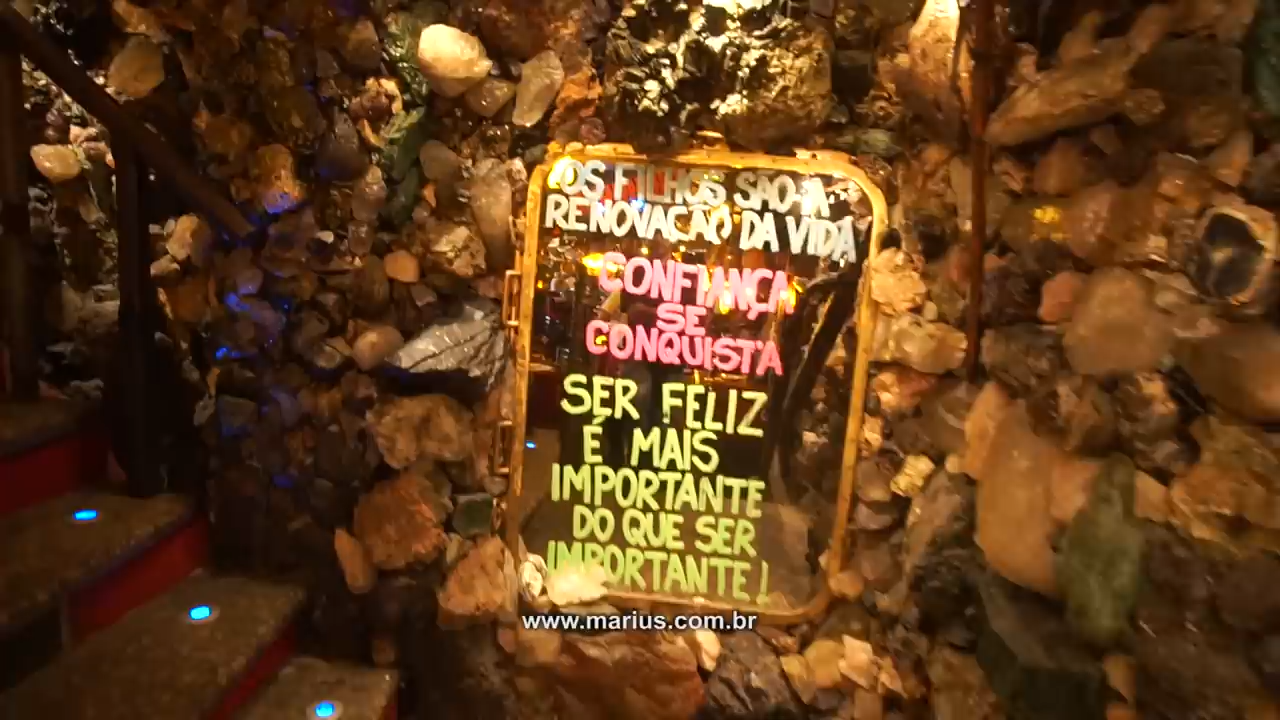 OS FILHOS SÃO A
RENOVAÇÃO DA VIDA
CONFIANÇA
SE
CONQUISTA
SER FELIZ
É MAIS
IMPORTANTE
DO QUE SER
IMPORTANTE!
www.marius.com.br